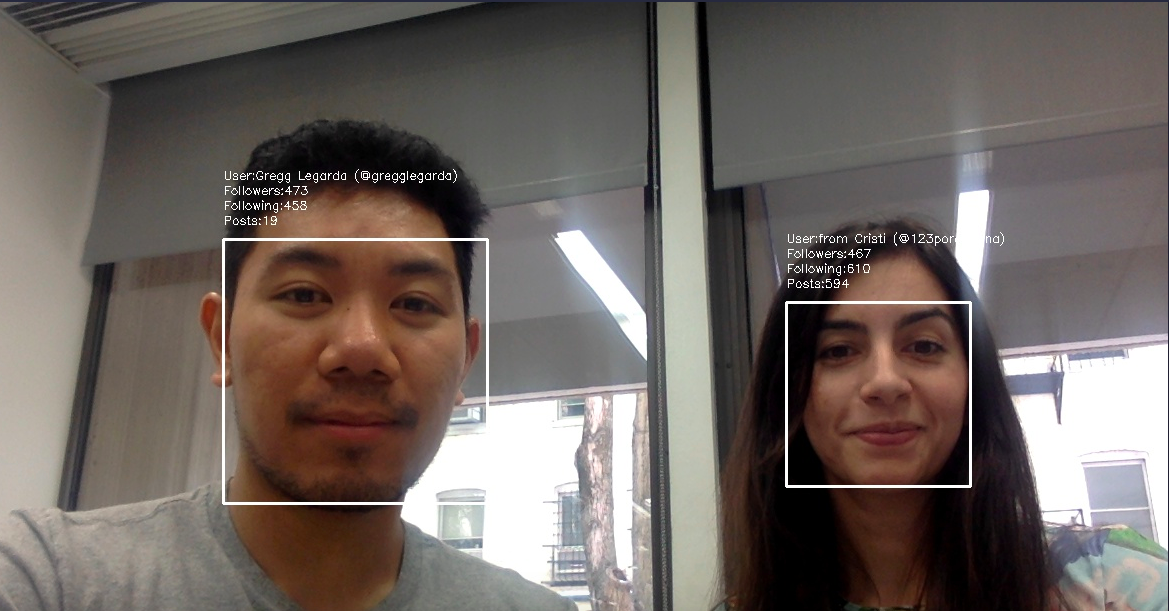 User:Gregg Legarda (@gregglegarda)
Followers:473
Following:458
Posts:19
User:from Cristi
Followers:467
Following:610
Posts:594